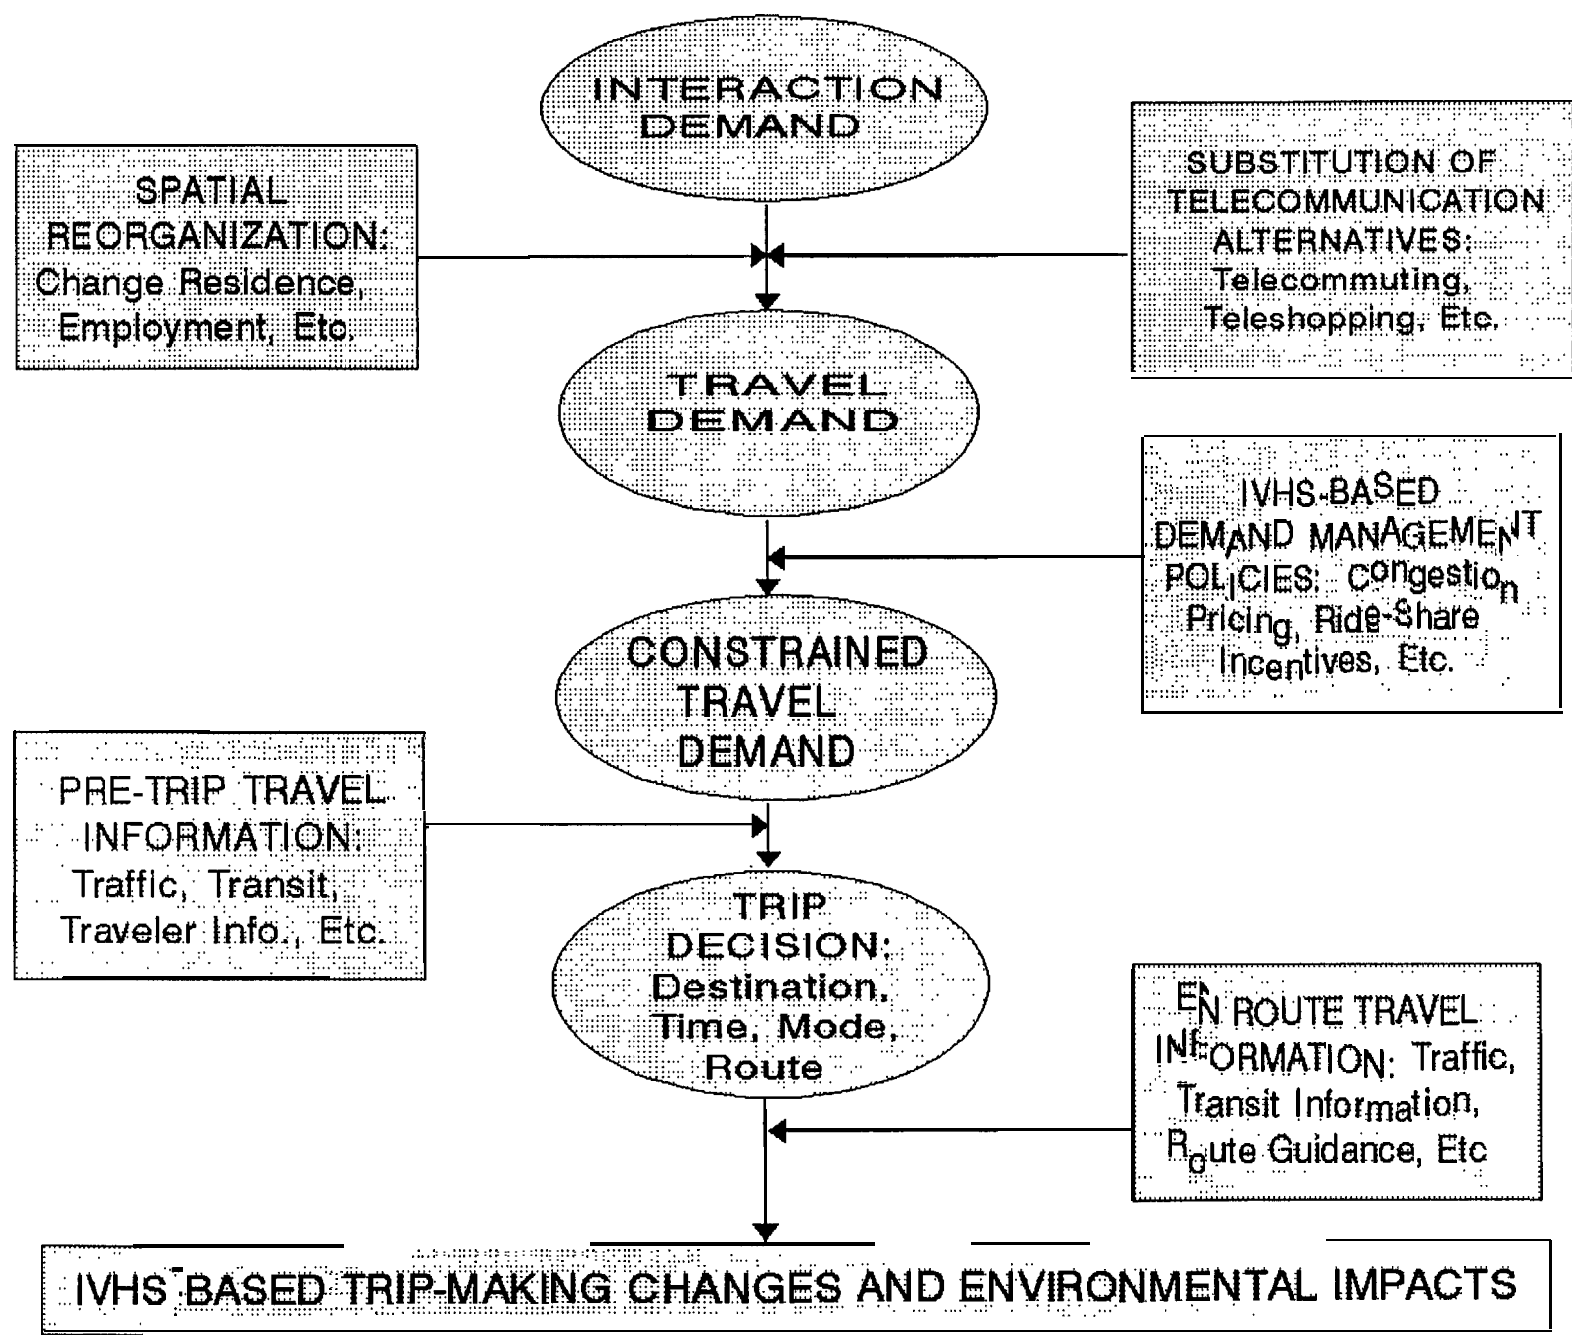 INTERACTION
DEMAND
SPATIAL
REORGANIZATION:
Change Residence,
Employment, Etc.
SUBSTITUTION OF
TELECOMMUNICATION
ALTERNATIVES:
Telecommuting,
Teleshopping, Etc.
TRAVEL
DEMAND
IVHS-BASED
DEMAND MANAGEMENT
POLICIES: Congestion
Pricing, Ride-Share
Incentives, Etc.
CONSTRAINED
TRAVEL
DEMAND
PRE-TRIP TRAVEL
INFORMATION:
Traffic, Transit,
Traveler Info., Etc.
TRIP
DECISION:
Destination,
Time, Mode,
Route
EN ROUTE TRAVEL
INFORMATION: Traffic,
Transit Information,
Route Guidance, Etc
IVHS-BASED TRIP-MAKING CHANGES AND ENVIRONMENTAL IMPACTS